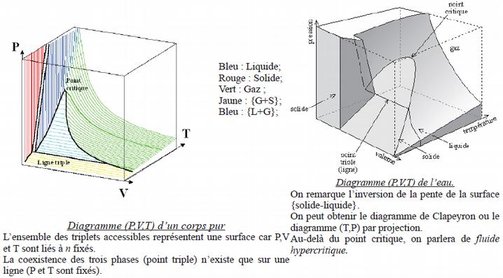 P
Point
critique
Ligne triple
T
V
Bleu : Liquide;
Rouge : Solide;
Vert : Gaz ;
Jaune : {G+S};
Bleu : {L+G};
Diagramme (P,V,T) d'un corps pur
L'ensemble des triplets accessibles représentent une surface car P,V
et T sont liés à n fixés.
La coexistence des trois phases (point triple) n'existe que sur une
ligne (P et T sont fixés).
point
critique
pression
gaz
solide
température
point
triple
(ligne)
volume
solide
liquide
Diagramme (P,V,T) de l'eau.
On remarque l'inversion de la pente de la surface
{solide-liquide}.
On peut obtenir le diagramme de Clapeyron ou le
diagramme (T,P) par projection.
Au-delà du point critique, on parlera de fluide
hypercritique.